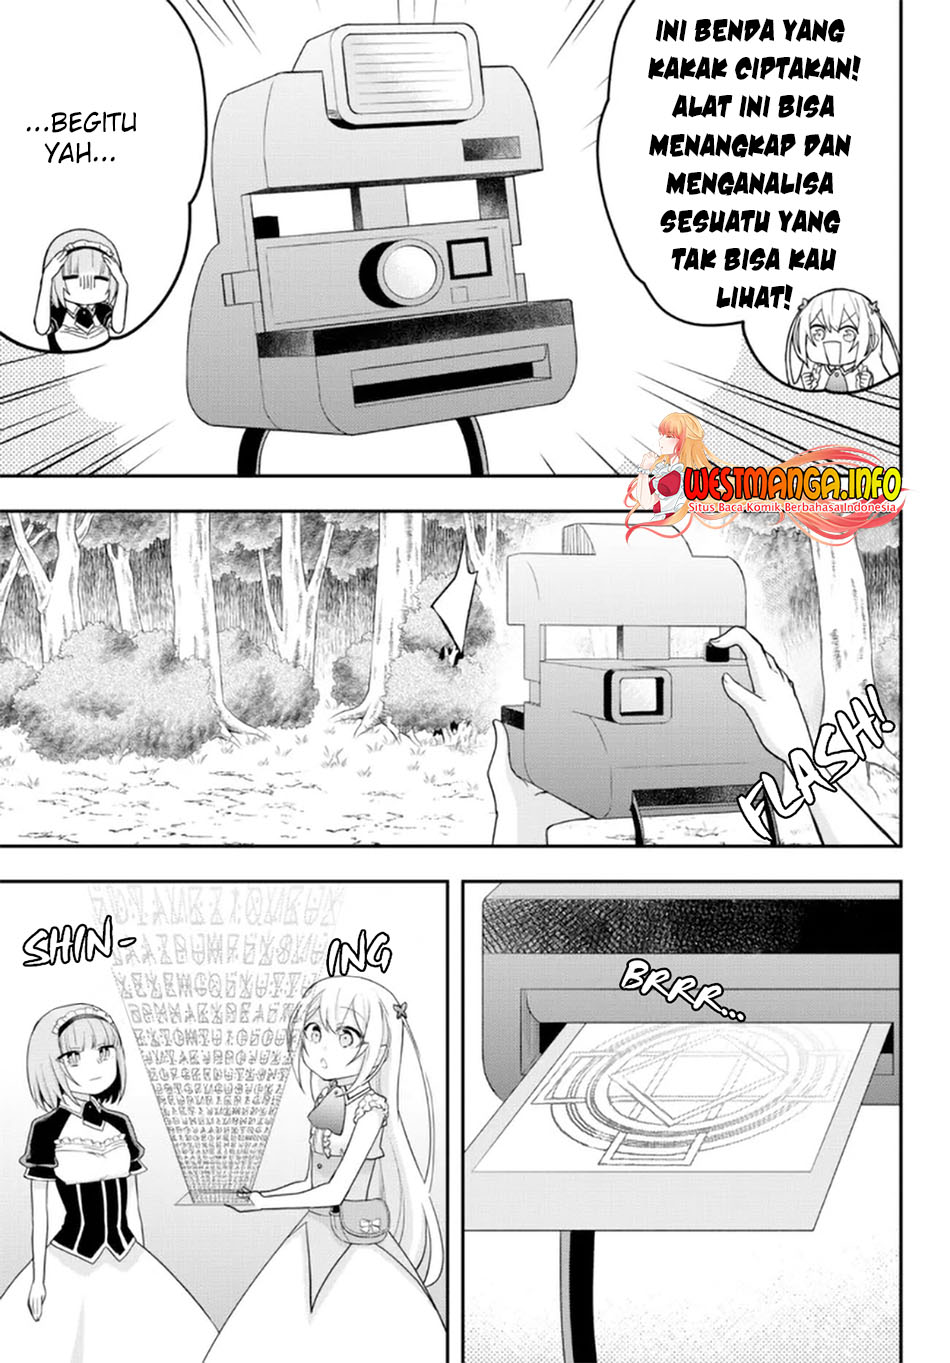 INI BENDA YANG
KAKAK CIPTAKAN!
ALAT INI BISA
MENANGKAP DAN
MENGANALISA
SESUATU YANG
TAK BISA KAU
LIHAT!
...BEGITU
YAH...
WESTMANGA.INFO
Situs Baca Komik Berbahasa Indonesia
FLASH!
BRRR...
SHIN-
ING